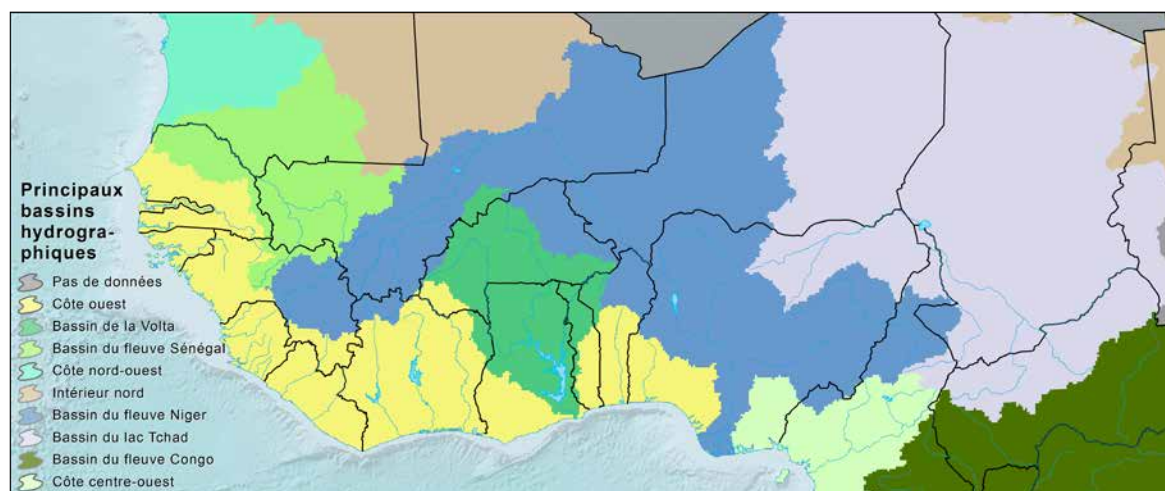 Principaux
bassins
hydrogra-
phiques
Pas de données
Côte ouest
Bassin de la Volta
Bassin du fleuve Sénégal
Côte nord-ouest
Intérieur nord
Bassin du fleuve Niger
Bassin du lac Tchad
Bassin du fleuve Congo
Côte centre-ouest